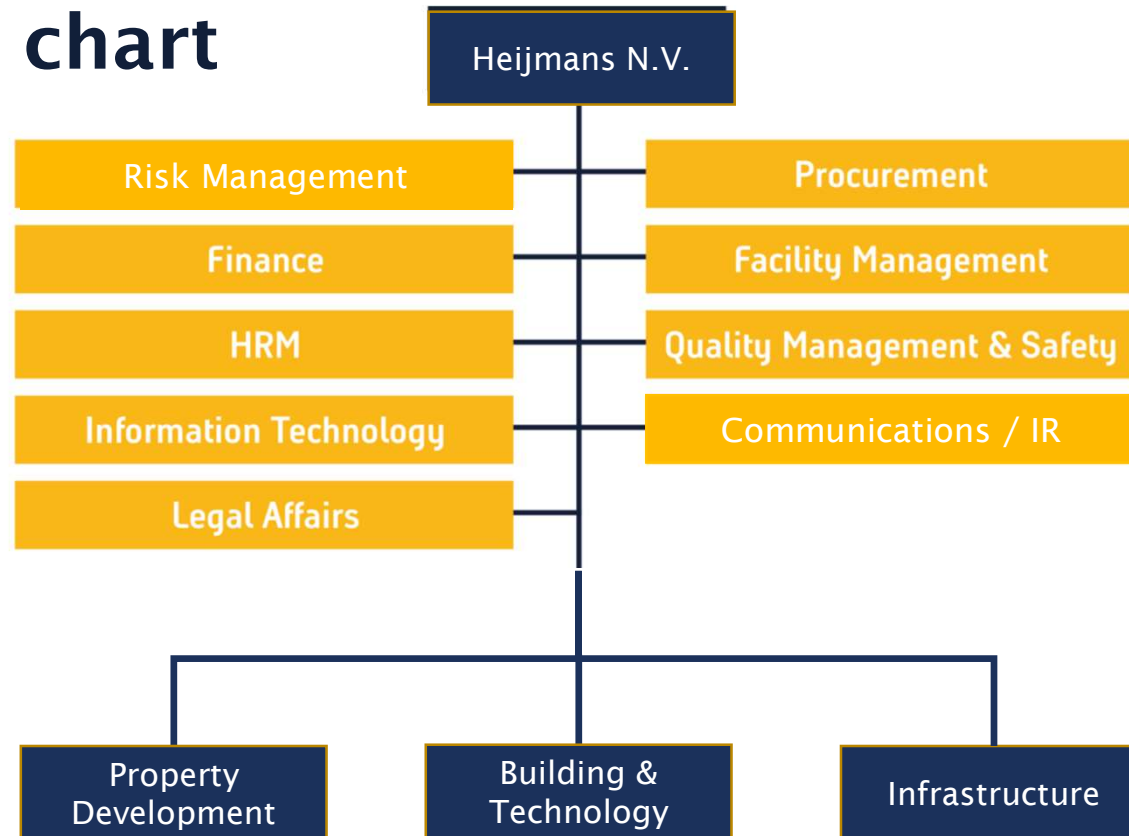 chart
Heijmans N.V.
Risk Management
Procurement
Finance
Facility Management
HRM
Quality Management & Safety
Information Technology
Communications / IR
Legal Affairs
Property
Development
Building &
Technology
Infrastructure